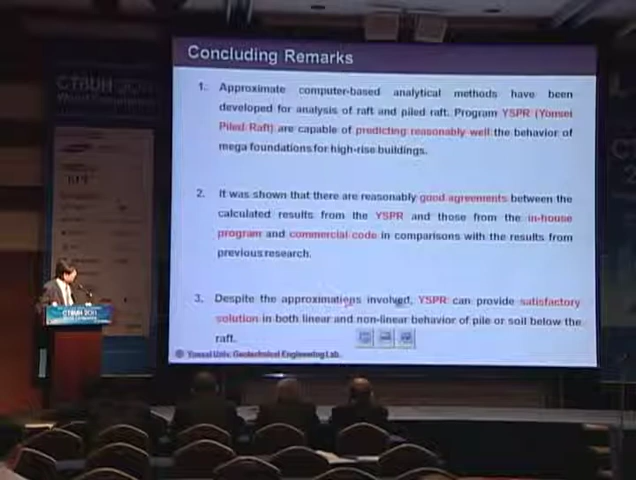 CTBUH 2011
World Conference
Concluding Remarks
1. Approximate computer-based analytical methods have been
developed for analysis of raft and piled raft. Program YSPR (Yonsei
Piled Raft) are capable of predicting reasonably well the behavior of
mega foundations for high-rise buildings.
2. It was shown that there are reasonably good agreements between the
calculated results from the YSPR and those from the in-house
program and commercial code in comparisons with the results from
previous research.
3. Despite the approximations involved, YSPR can provide satisfactory
solution in both linear and non-linear behavior of pile or soil below the
raft.
Yonsei Univ. Geotechnical Engineering Lab.
CTBUH 2011